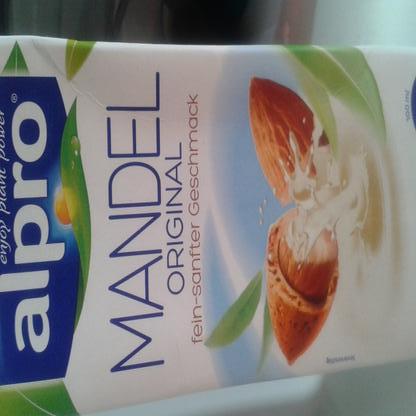 enjoy plant power
alpro®
MANDEL
ORIGINAL
fein-sanfter Geschmack